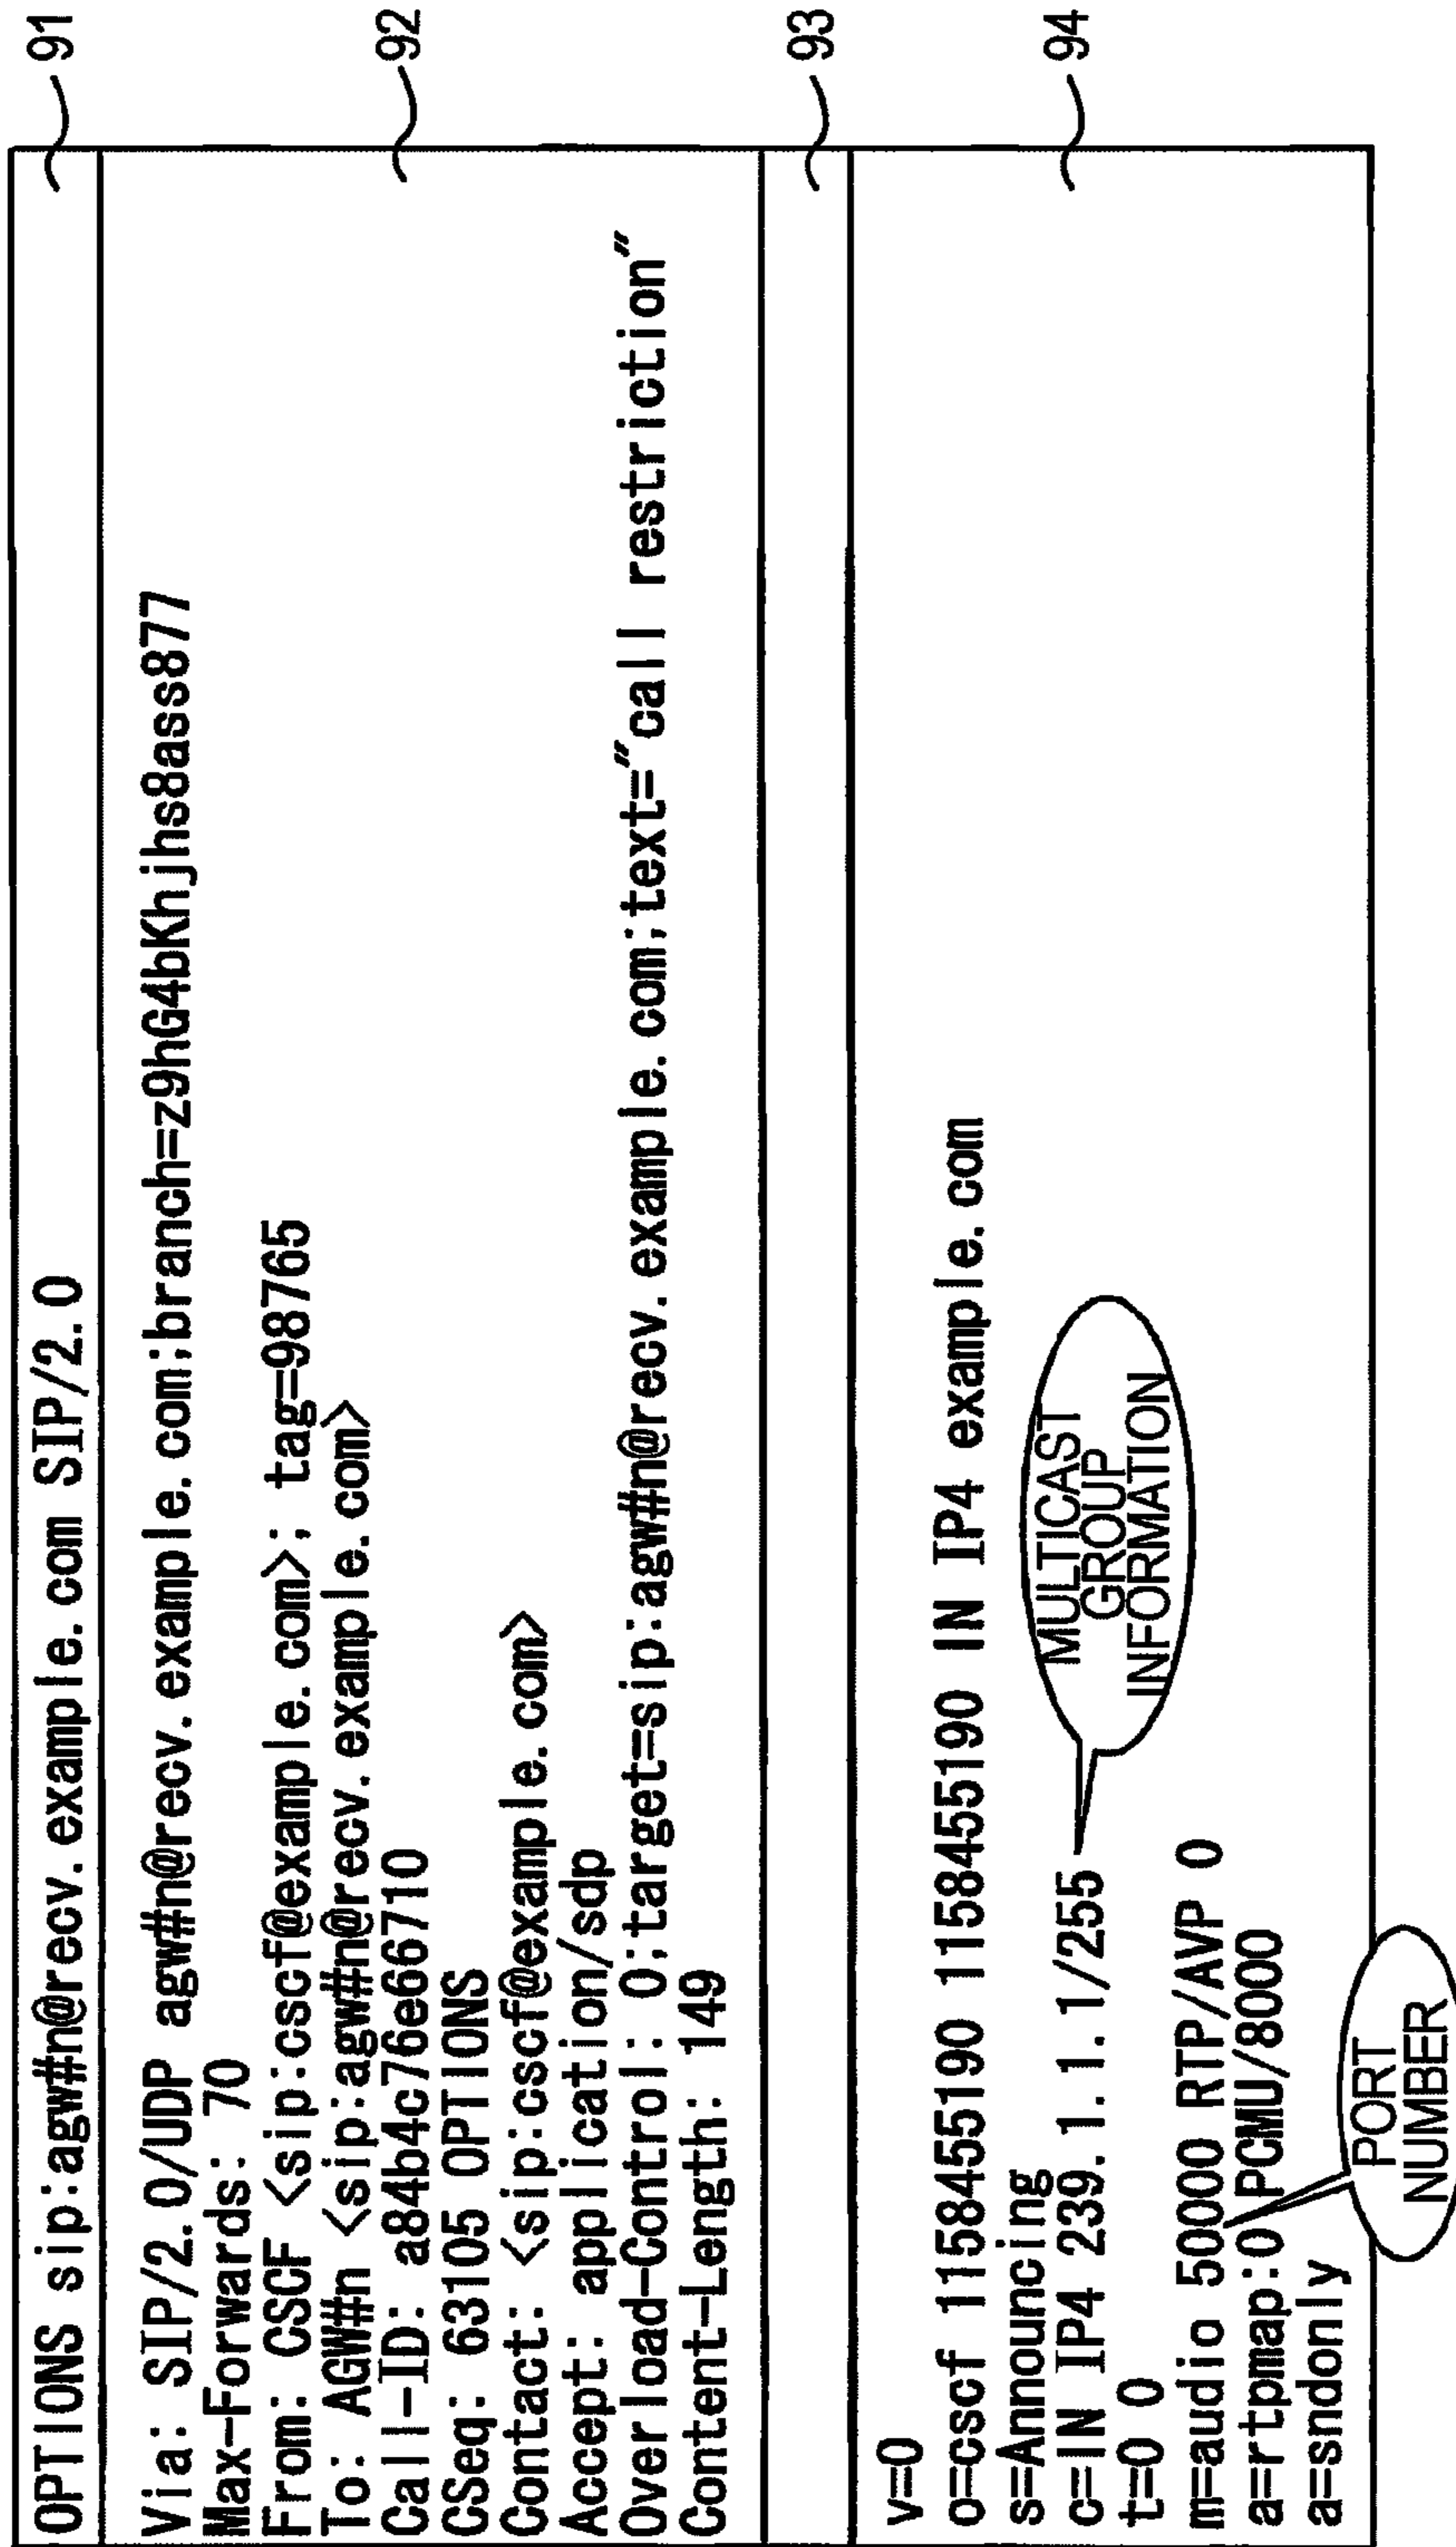 OPTIONS sip:agw#n@recv.example.com SIP/2.0
91
Via: SIP/2.0/UDP agw#n@recv.example.com;branch=z9hG4bKhjhs8ass877
Max-Forwards: 70
From: CSCF <sip:cscf@example.com>; tag=98765
To: AGW#n <sip:agw#n@recv.example.com>
Call-ID: a84b4c76e66710
CSeq: 63105 OPTIONS
Contact: <sip:cscf@example.com>
Accept: application/sdp
Overload-Control: 0;target=sip:agw#n@recv.example.com;text="call restriction"
Content-Length: 149
92
93
v=0
o=cscf 1158455190 1158455190 IN IP4 example.com
s=Announcing
c=IN IP4 239.1.1.1/255
t=0 0
m=audio 50000 RTP/AVP 0
a=rtpmap:0 PCMU/8000
a=sndonly
94
MULTICAST
GROUP
INFORMATION
PORT
NUMBER